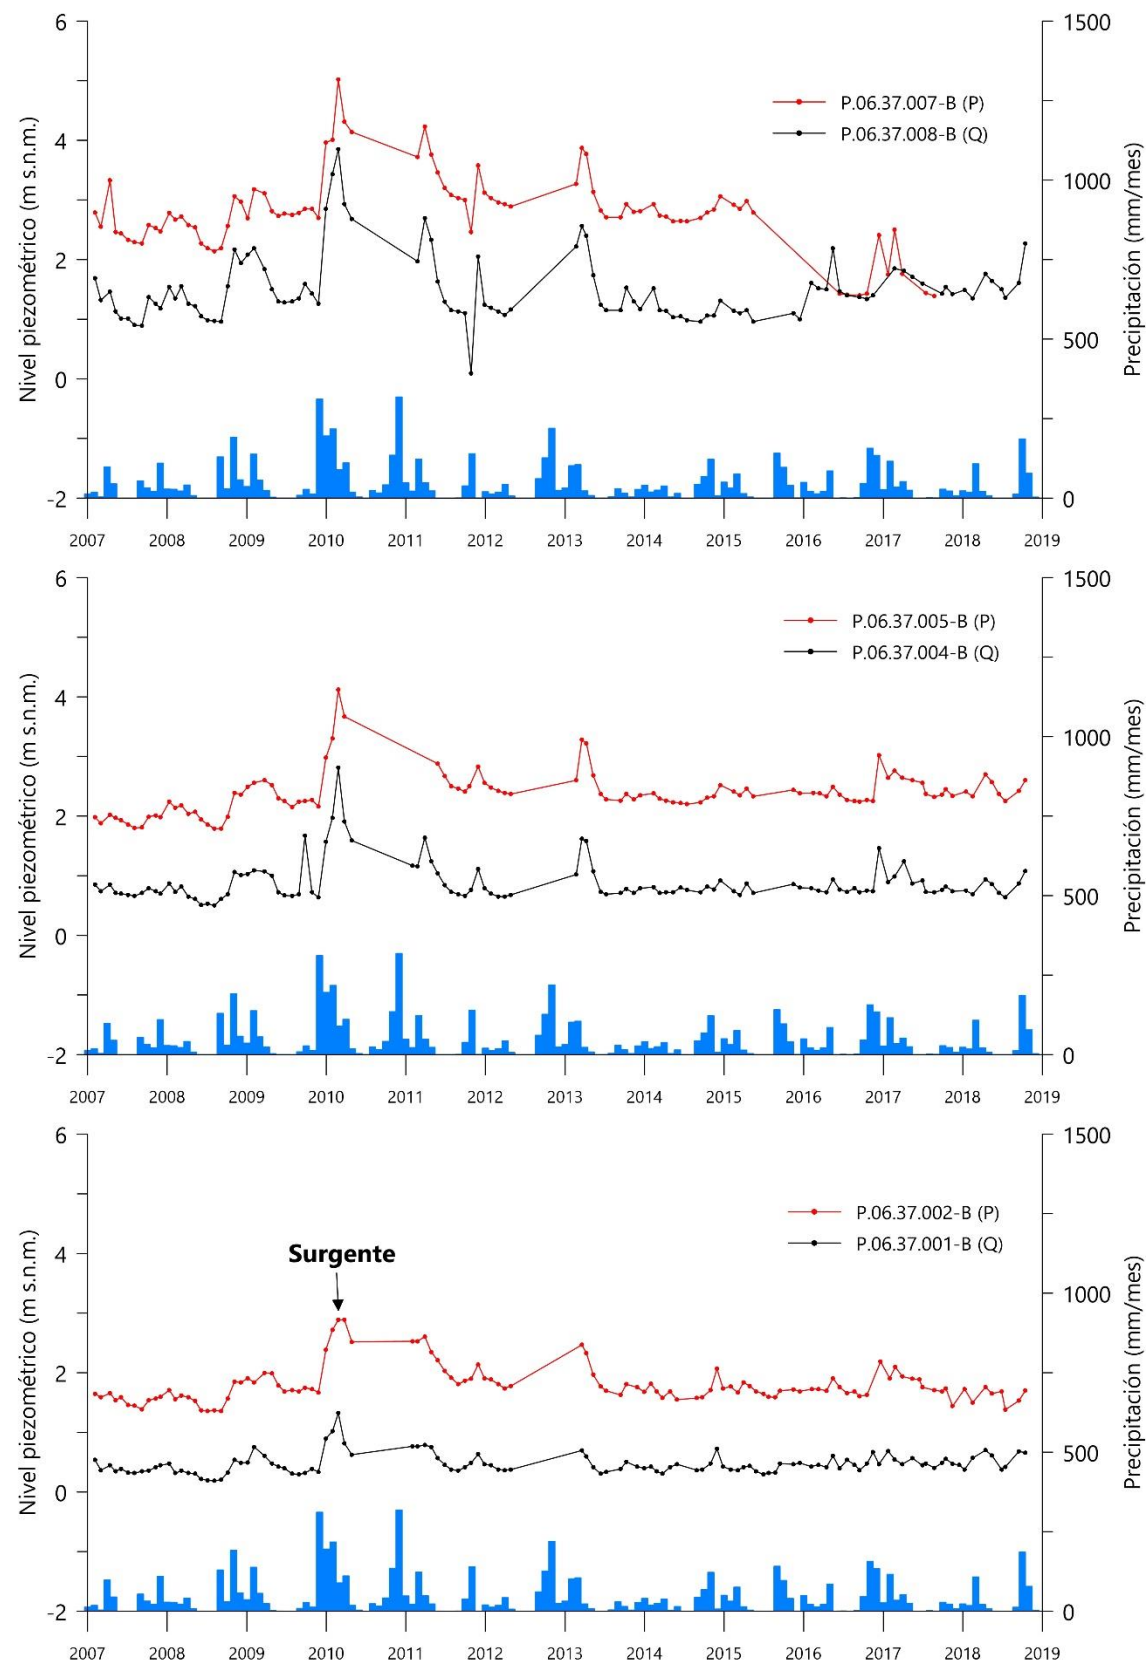 6
4
2
0
-2
Nivel piezométrico (m s.n.m.)
P.06.37.007-B (P)
P.06.37.008-B (Q)
1500
1000
500
0
Precipitación (mm/mes)
2007 2008 2009 2010 2011 2012 2013 2014 2015 2016 2017 2018 2019
6
4
2
0
-2
Nivel piezométrico (m s.n.m.)
P.06.37.005-B (P)
P.06.37.004-B (Q)
1500
1000
500
0
Precipitación (mm/mes)
2007 2008 2009 2010 2011 2012 2013 2014 2015 2016 2017 2018 2019
6
4
2
0
-2
Nivel piezométrico (m s.n.m.)
P.06.37.002-B (P)
P.06.37.001-B (Q)
Surgente
1500
1000
500
0
Precipitación (mm/mes)
2007 2008 2009 2010 2011 2012 2013 2014 2015 2016 2017 2018 2019